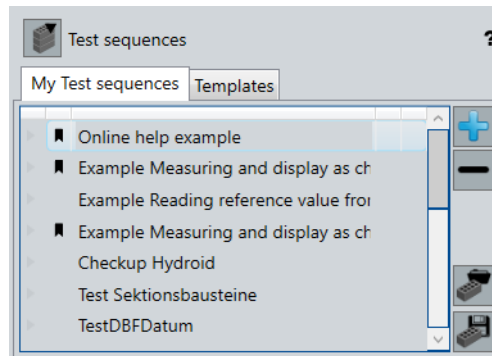 Test sequences
?
My Test sequences Templates
Online help example
Example Measuring and display as ch
Example Reading reference value from
Example Measuring and display as ch
Checkup Hydroid
Test Sektionsbausteine
TestDBFDatum